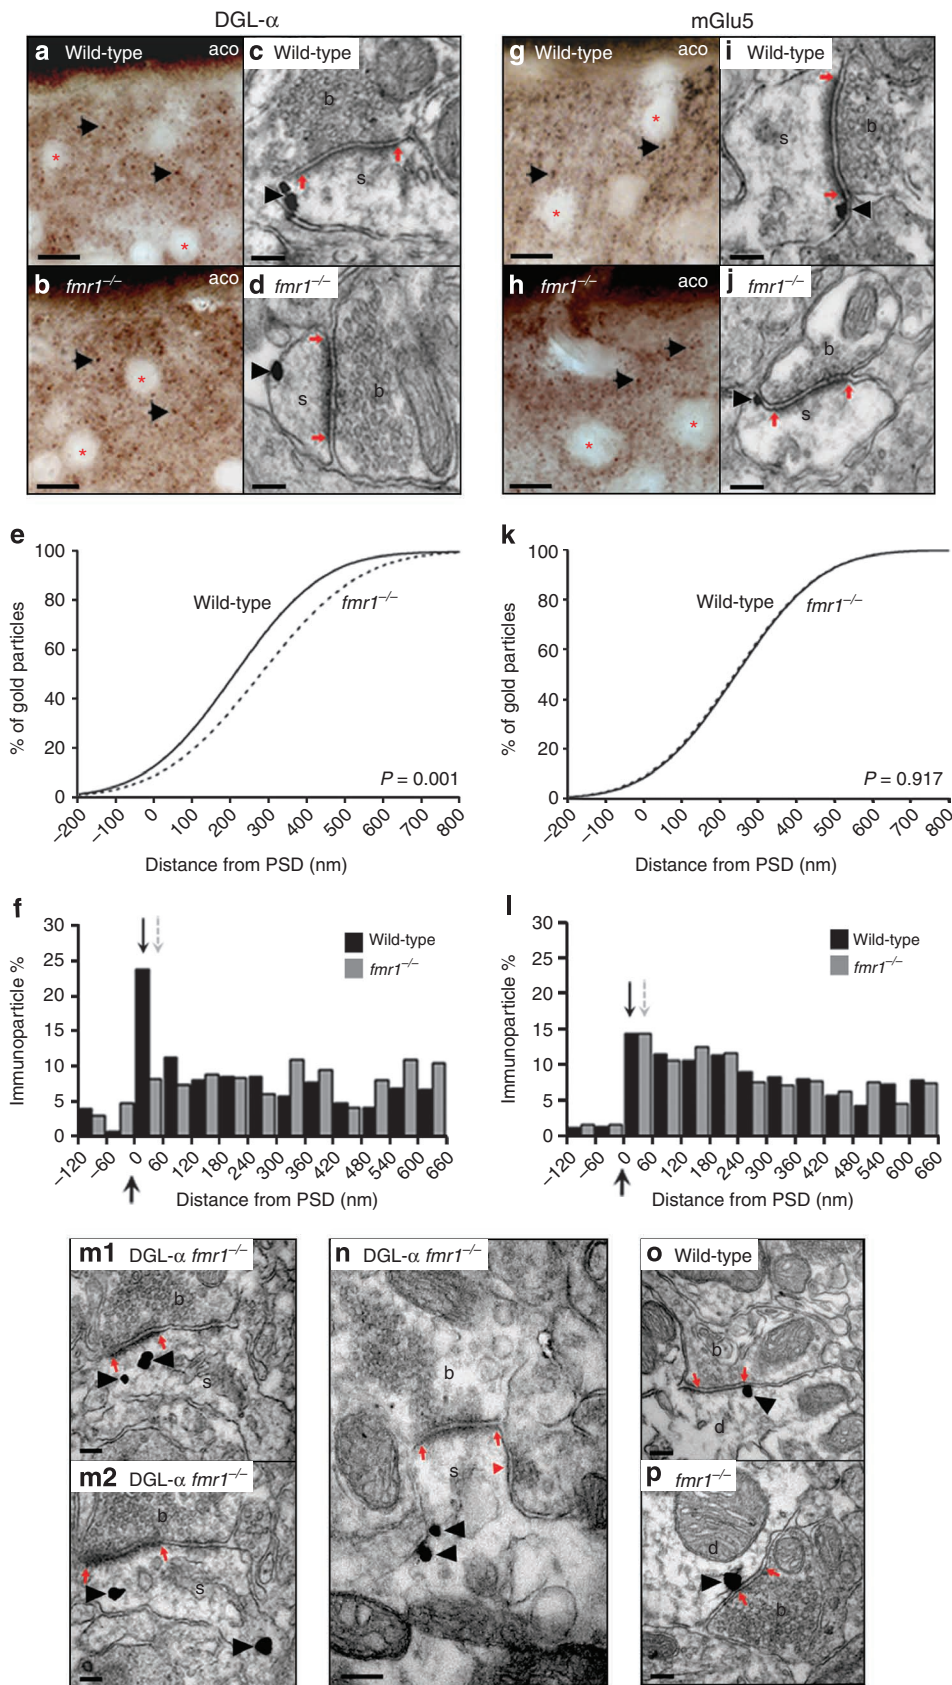 DGL-α
mGlu5
a Wild-type aco
c Wild-type
b
s
g Wild-type aco
i Wild-type
s
b
* *
* *
b fmr1–/– aco
d fmr1–/–
s
b
h fmr1–/– aco
j fmr1–/–
b
s
* *
* *
e
% of gold particles
100
80
60
40
20
0
Wild-type
fmr1–/–
P = 0.001
–200 –100 0 100 200 300 400 500 600 700 800
Distance from PSD (nm)
k
% of gold particles
100
80
60
40
20
0
Wild-type
fmr1–/–
P = 0.917
–200 –100 0 100 200 300 400 500 600 700 800
Distance from PSD (nm)
f
Immunoparticle %
30
25
20
15
10
5
0
Wild-type
fmr1–/–
–120 –60 0 60 120 180 240 300 360 420 480 540 600 660
Distance from PSD (nm)
l
Immunoparticle %
30
25
20
15
10
5
0
Wild-type
fmr1–/–
–120 –60 0 60 120 180 240 300 360 420 480 540 600 660
Distance from PSD (nm)
m1 DGL-α fmr1–/–
b
s
m2 DGL-α fmr1–/–
b
s
n DGL-α fmr1–/–
b
s
o Wild-type
b
d
p fmr1–/–
d
b